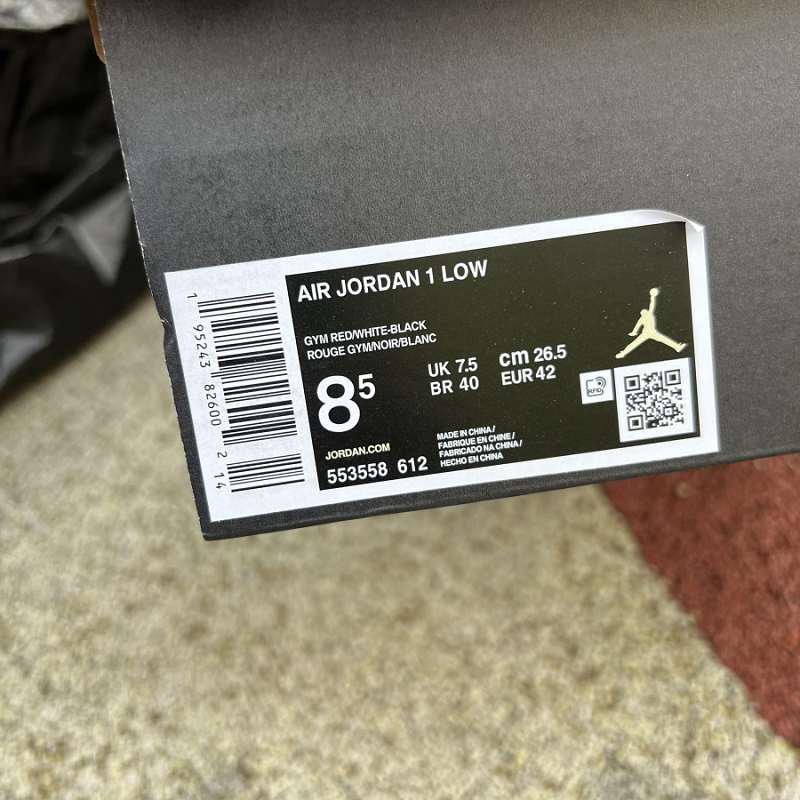 AIR JORDAN 1 LOW
GYM RED/WHITE-BLACK
ROUGE GYM/NOIR/BLANC
85
UK 7.5
BR 40
cm 26.5
EUR 42
RFID
JORDAN.COM
553558 612
MADE IN CHINA /
FABRIQUE EN CHINE /
FABRICADO NA CHINA /
HECHO EN CHINA
1 95243 82600 2 14